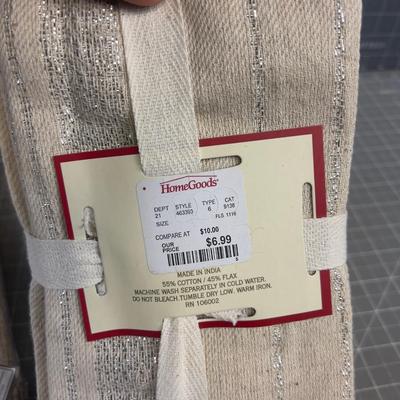 HomeGoods®
DEPT STYLE TYPE CAT
21 463393 6 9138
SIZE FLS 1116
COMPARE AT $10.00
OUR PRICE $6.99
MADE IN INDIA
55% COTTON / 45% FLAX
MACHINE WASH SEPARATELY IN COLD WATER.
DO NOT BLEACH.TUMBLE DRY LOW. WARM IRON.
RN 106002